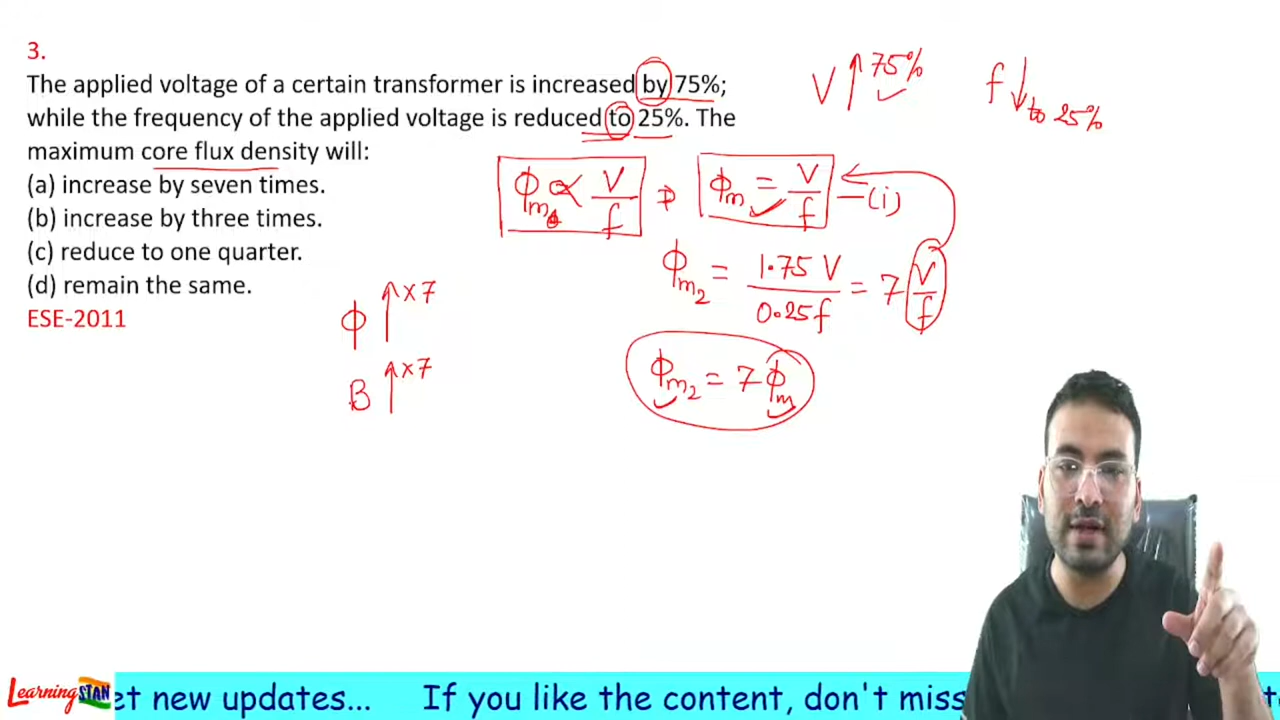 3.
The applied voltage of a certain transformer is increased by 75%;
while the frequency of the applied voltage is reduced to 25%. The
maximum core flux density will:
(a) increase by seven times.
(b) increase by three times.
(c) reduce to one quarter.
(d) remain the same.
ESE-2011
V ↑ 75% f ↓ to 25%
ϕm ∝ V/f ⇒ ϕm = V/f —(i)
ϕm2 = 1.75 V / 0.25f = 7 V/f
ϕm2 = 7 ϕm
ϕ ↑ ×7
B ↑ ×7
LearningSTAN
et new updates... If you like the content, don't miss